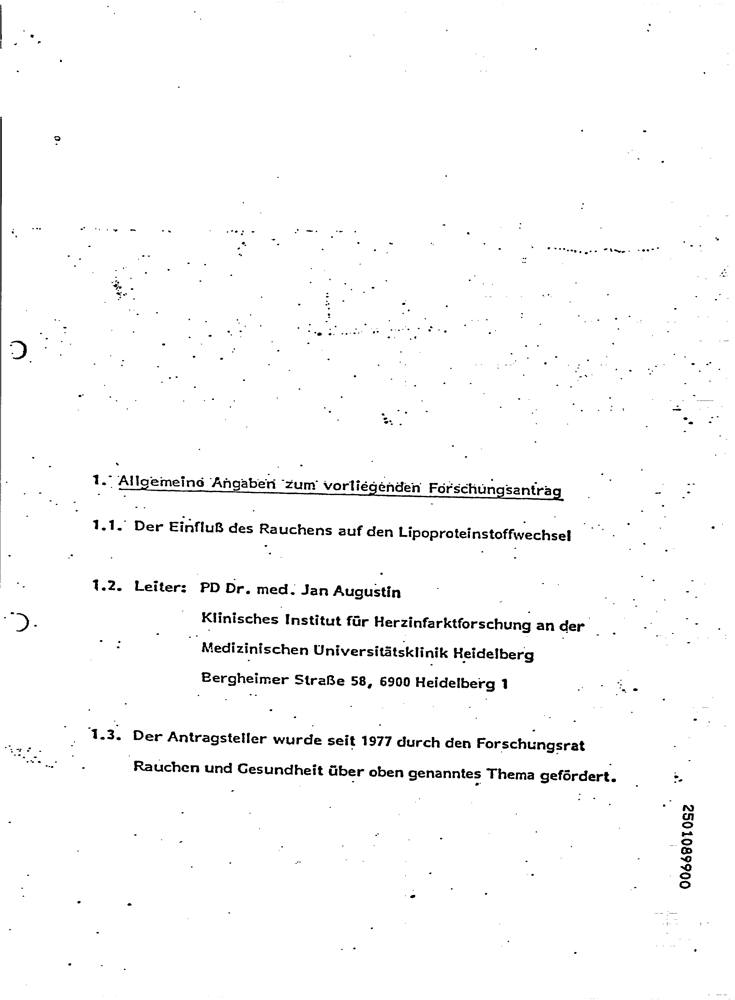 1. Allgemeine Angaben zum vorliegenden Forschungsantrag
1.1. Der Einfluß des Rauchens auf den Lipoproteinstoffwechsel
1.2. Leiter: PD Dr. med. Jan Augustin
Klinisches Institut für Herzinfarktforschung an der
Medizinischen Universitätsklinik Heidelberg
Bergheimer Straße 58, 6900 Heidelberg 1
1.3. Der Antragsteller wurde seit 1977 durch den Forschungsrat
Rauchen und Gesundheit über oben genanntes Thema gefördert.
2501089900